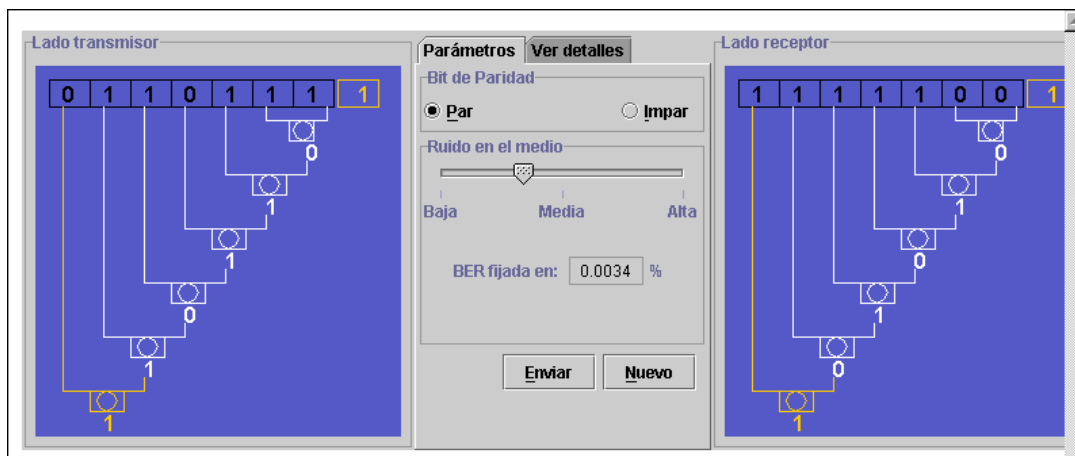 Lado transmisor
0 1 1 0 1 1 1 1
0
1
1
0
1
1
Parámetros Ver detalles
Bit de Paridad
Par Impar
Ruido en el medio
Baja Media Alta
BER fijada en: 0.0034 %
Enviar Nuevo
Lado receptor
1 1 1 1 1 0 0 1
0
1
0
1
0
1